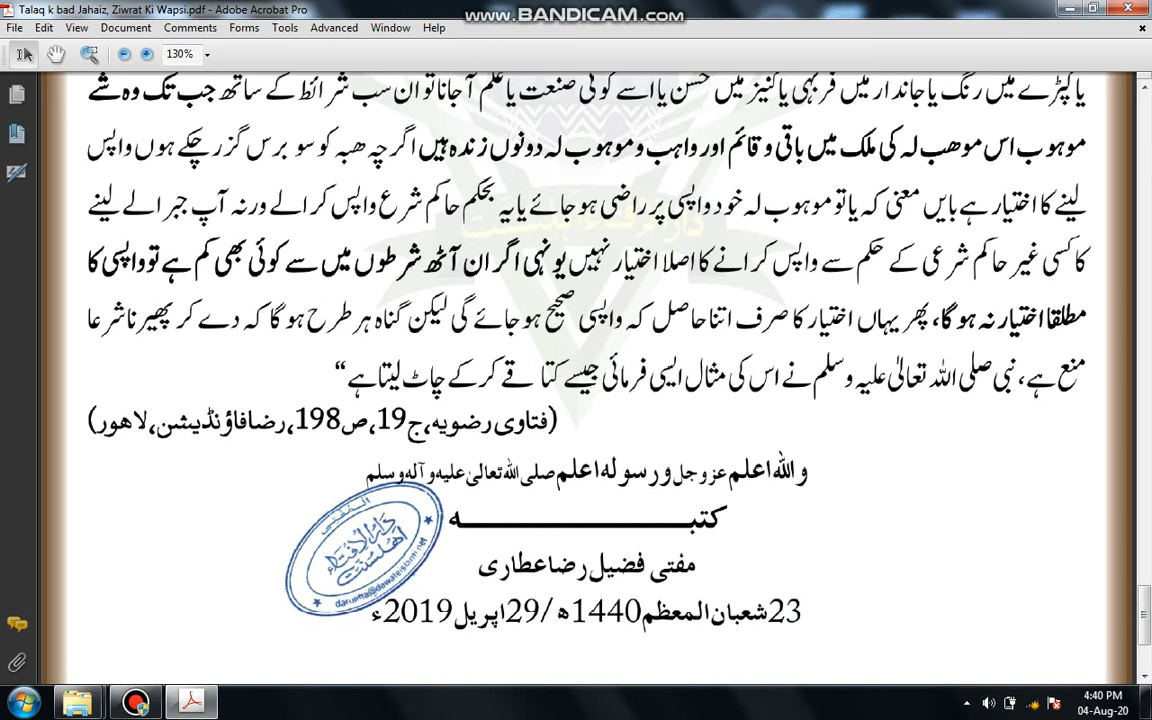 Talaq k bad Jahaiz, Ziwrat Ki Wapsi.pdf - Adobe Acrobat Pro
www.BANDICAM.com
File Edit View Document Comments Forms Tools Advanced Window Help
130%
یا کپڑے میں رنگ یا جاندار میں فربہی یا کنیز میں حسن یا اسے کوئی صنعت یا علم آ جانا تو ان سب شرائط کے ساتھ جب تک وہ شے
موہوب اس موھب لہ کی ملک میں باقی و قائم اور واہب و موہوب لہ دونوں زندہ ہیں اگرچہ ھبہ کو سو برس گزر چکے ہوں واپس
لینے کا اختیار ہے بایں معنی کہ یا تو موہوب لہ خود واپسی پر راضی ہو جائے یا یہ بحکم حاکم شرع واپس کرالے ورنہ آپ جبرا لے لینے
کا کسی غیر حاکم شرعی کے حکم سے واپس کرانے کا اصلا اختیار نہیں یونہی اگر ان آٹھ شرطوں میں سے کوئی بھی کم ہے تو واپسی کا
مطلقا اختیار نہ ہوگا، پھر یہاں اختیار کا صرف اتنا حاصل کہ واپسی صحیح ہو جائے گی لیکن گناہ ہر طرح ہوگا کہ دے کر پھیرنا شرعا
منع ہے، نبی صلی اللہ تعالیٰ علیہ وسلم نے اس کی مثال ایسی فرمائی جیسے کتا قے کر کے چاٹ لیتا ہے“
(فتاوی رضویہ،ج19،ص198،رضافاؤنڈیشن،لاھور)
واللہ اعلم عزوجل ورسولہ اعلم صلی اللہ تعالیٰ علیہ وآلہ وسلم
کتبـــــــــــــــہ
مفتی فضیل رضا عطاری
23شعبان المعظم1440ھ/29اپریل2019ء
دار الافتاء
اھلسنت
4:40 PM
04-Aug-20